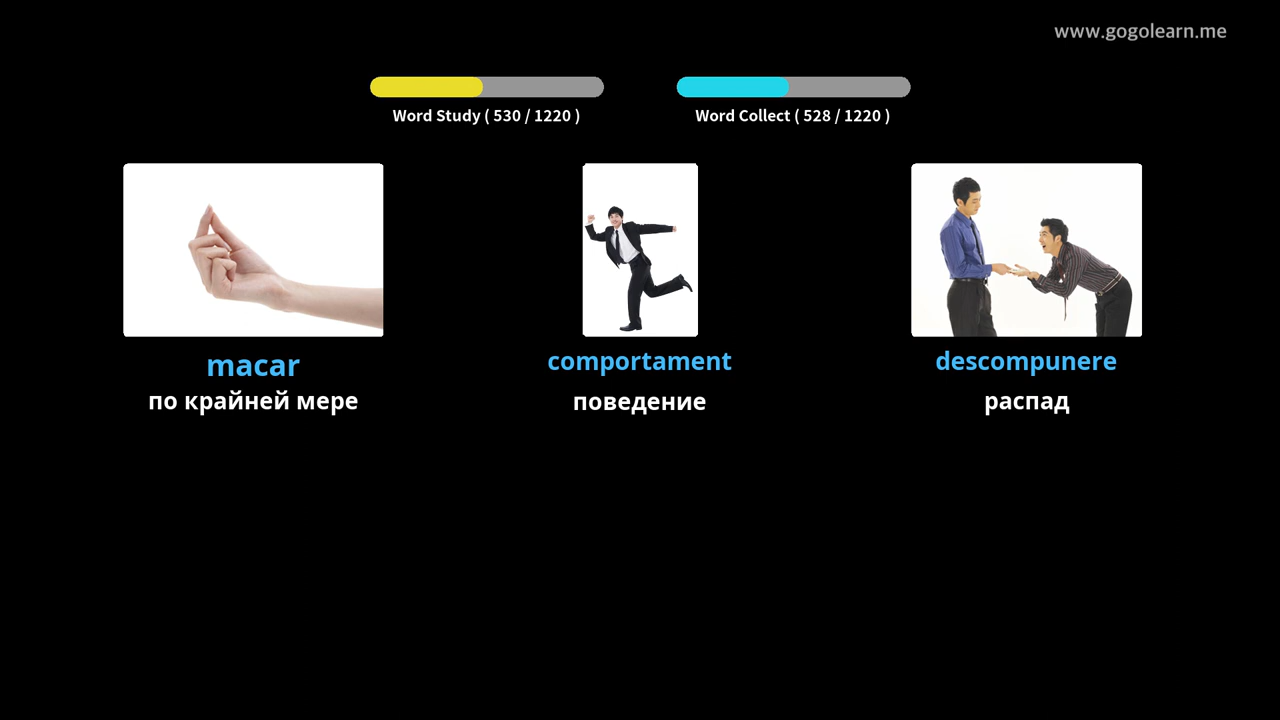 www.gogolearn.me
Word Study ( 530 / 1220 )
Word Collect ( 528 / 1220 )
macar
по крайней мере
comportament
поведение
descompunere
распад